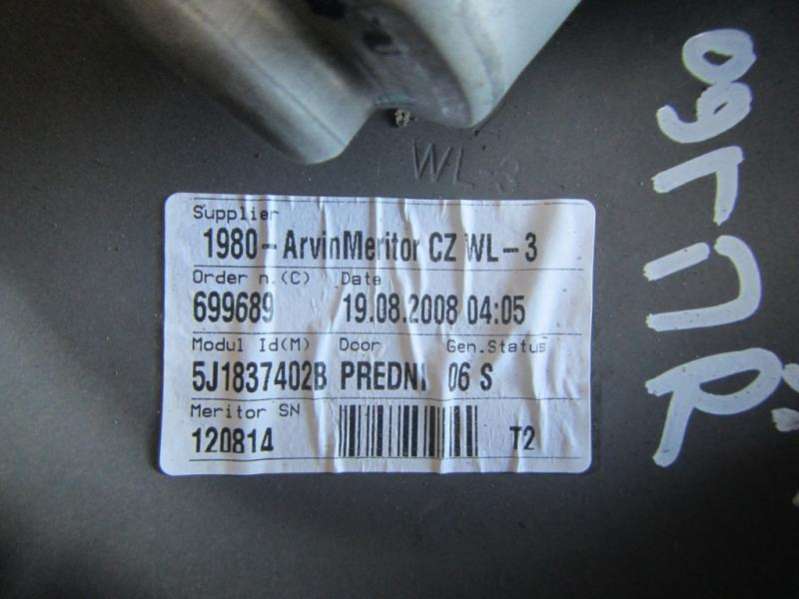 WL-3
Supplier
1980-ArvinMeritor CZ WL-3
Order n.(C) Date
699689 19.08.2008 04:05
Modul Id(M) Door Gen.Status
5J1837402B PREDNI 06 S
Meritor SN
120814 T2